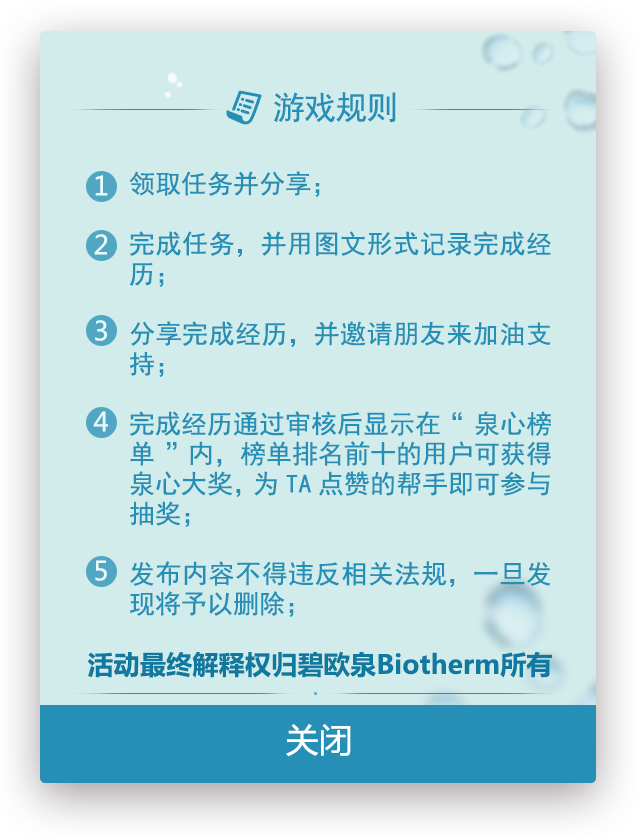 游戏规则
1 领取任务并分享；
2 完成任务，并用图文形式记录完成经
历；
3 分享完成经历，并邀请朋友来加油支
持；
4 完成经历通过审核后显示在“ 泉心榜
单 ”内，榜单排名前十的用户可获得
泉心大奖，为 TA 点赞的帮手即可参与
抽奖；
5 发布内容不得违反相关法规，一旦发
现将予以删除；
活动最终解释权归碧欧泉Biotherm所有
关闭